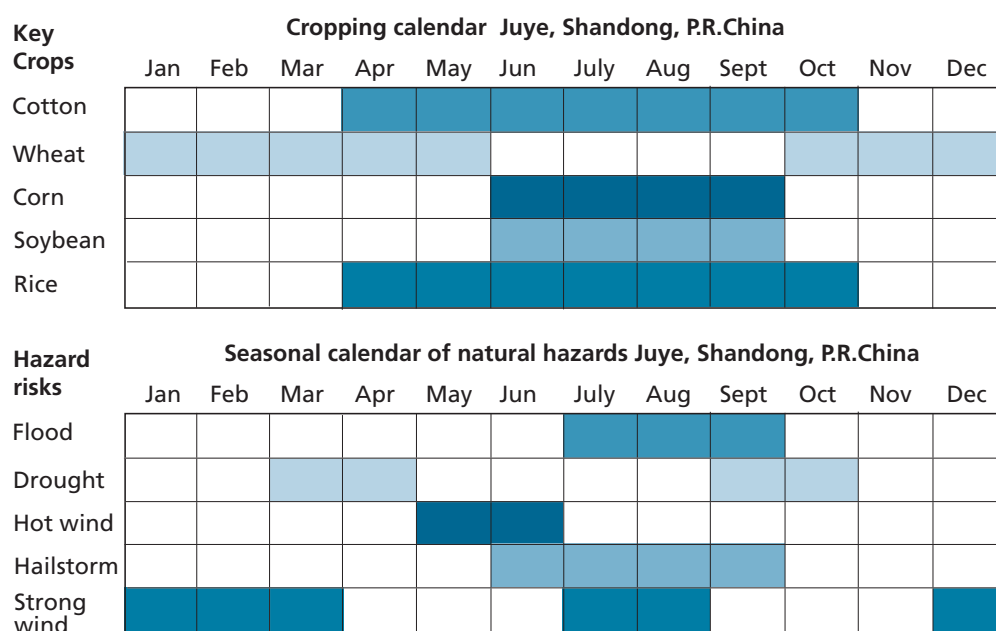 Key
Crops
Cropping calendar Juye, Shandong, P.R.China
Jan Feb Mar Apr May Jun July Aug Sept Oct Nov Dec
Cotton
Wheat
Corn
Soybean
Rice
Hazard
risks
Seasonal calendar of natural hazards Juye, Shandong, P.R.China
Jan Feb Mar Apr May Jun July Aug Sept Oct Nov Dec
Flood
Drought
Hot wind
Hailstorm
Strong
wind